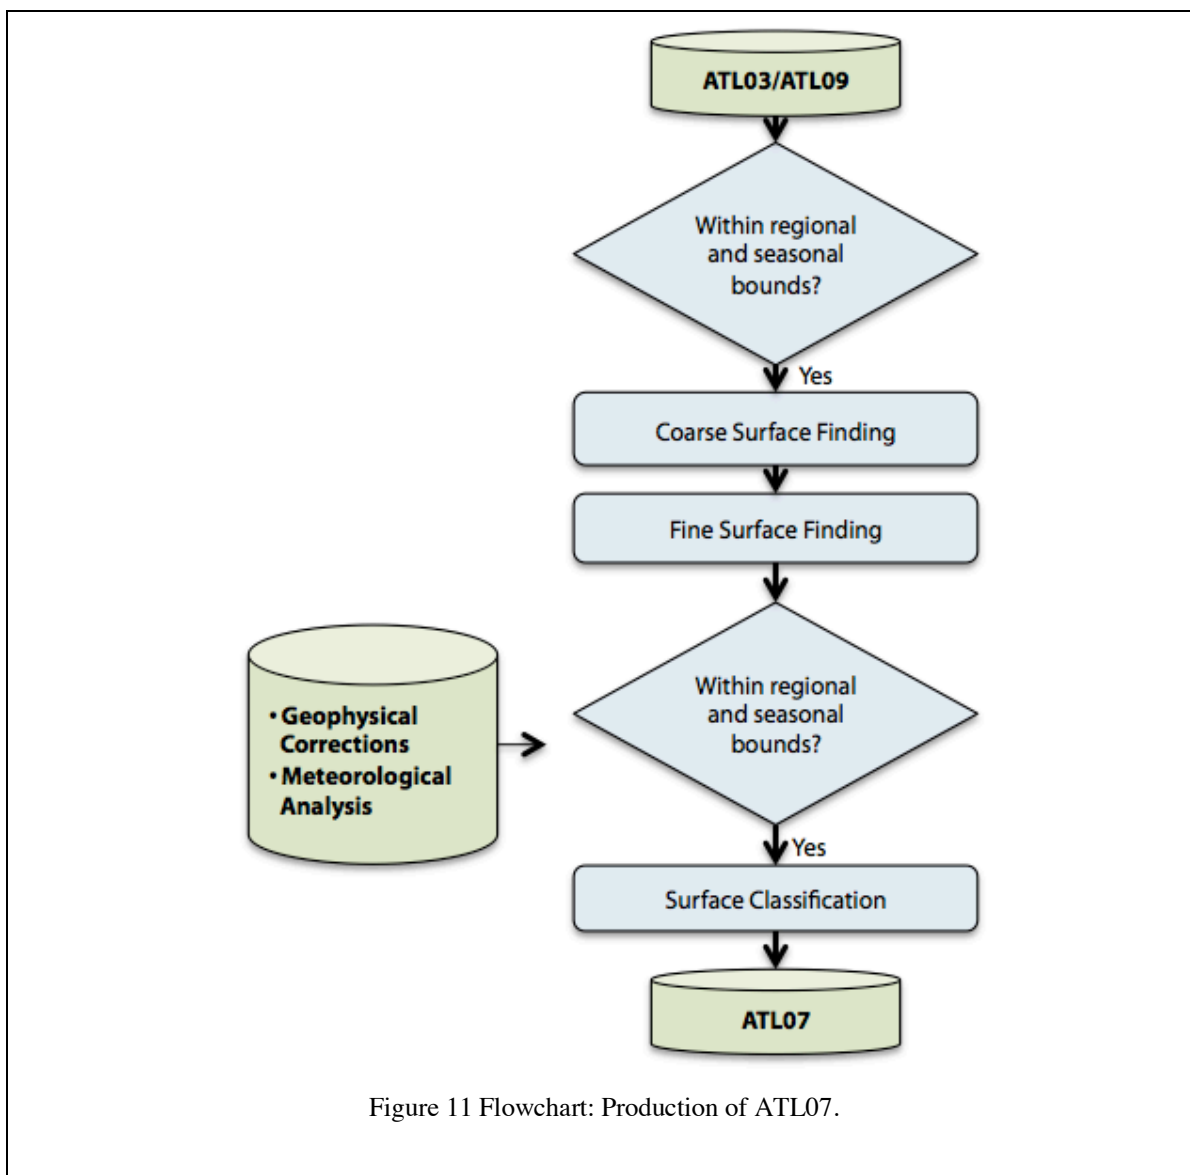 ATL03/ATL09
Within regional
and seasonal
bounds?
Yes
Coarse Surface Finding
Fine Surface Finding
• Geophysical
Corrections
• Meteorological
Analysis
Within regional
and seasonal
bounds?
Yes
Surface Classification
ATL07
Figure 11 Flowchart: Production of ATL07.